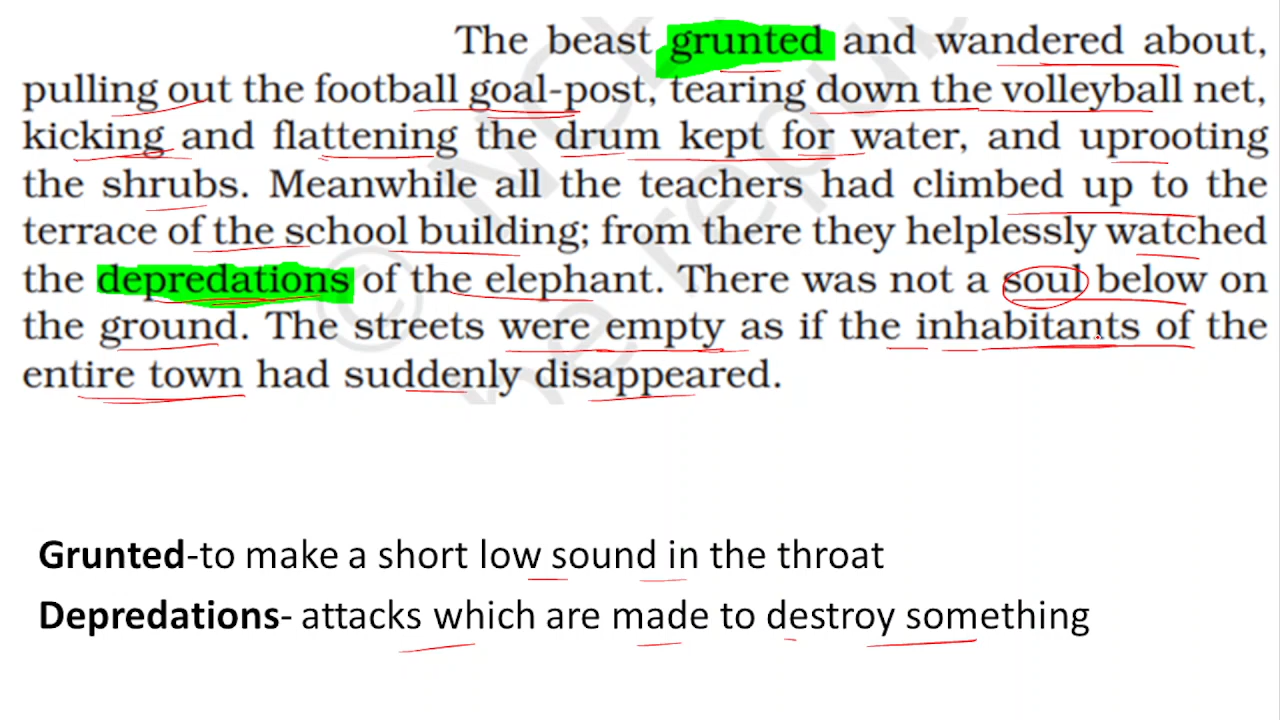 The beast grunted and wandered about,
pulling out the football goal-post, tearing down the volleyball net,
kicking and flattening the drum kept for water, and uprooting
the shrubs. Meanwhile all the teachers had climbed up to the
terrace of the school building; from there they helplessly watched
the depredations of the elephant. There was not a soul below on
the ground. The streets were empty as if the inhabitants of the
entire town had suddenly disappeared.
Grunted-to make a short low sound in the throat
Depredations- attacks which are made to destroy something